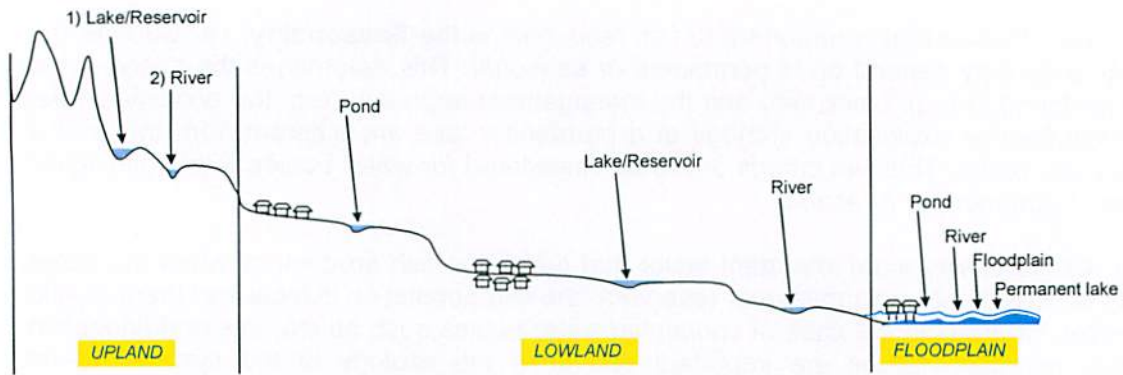 1) Lake/Reservoir
2) River
Pond
Lake/Reservoir
River
Pond
River
Floodplain
Permanent lake
UPLAND
LOWLAND
FLOODPLAIN